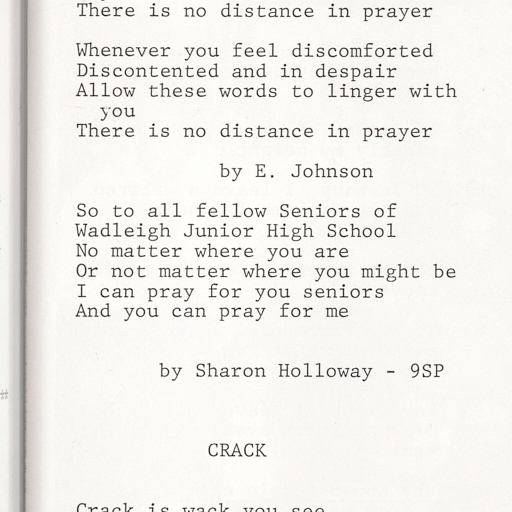 There is no distance in prayer
Whenever you feel discomforted
Discontented and in despair
Allow these words to linger with
you
There is no distance in prayer
by E. Johnson
So to all fellow Seniors of
Wadleigh Junior High School
No matter where you are
Or not matter where you might be
I can pray for you seniors
And you can pray for me
by Sharon Holloway - 9SP
CRACK
Crack is wack you see